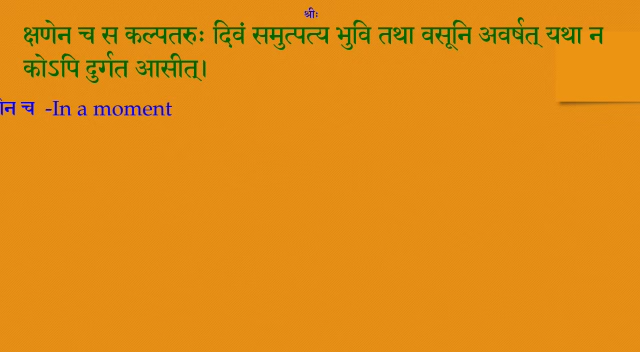 श्रीः
क्षणेन च स कल्पतरुः दिवं समुत्पत्य भुवि तथा वसूनि अवर्षत् यथा न
कोऽपि दुर्गत आसीत्।
च -In a moment